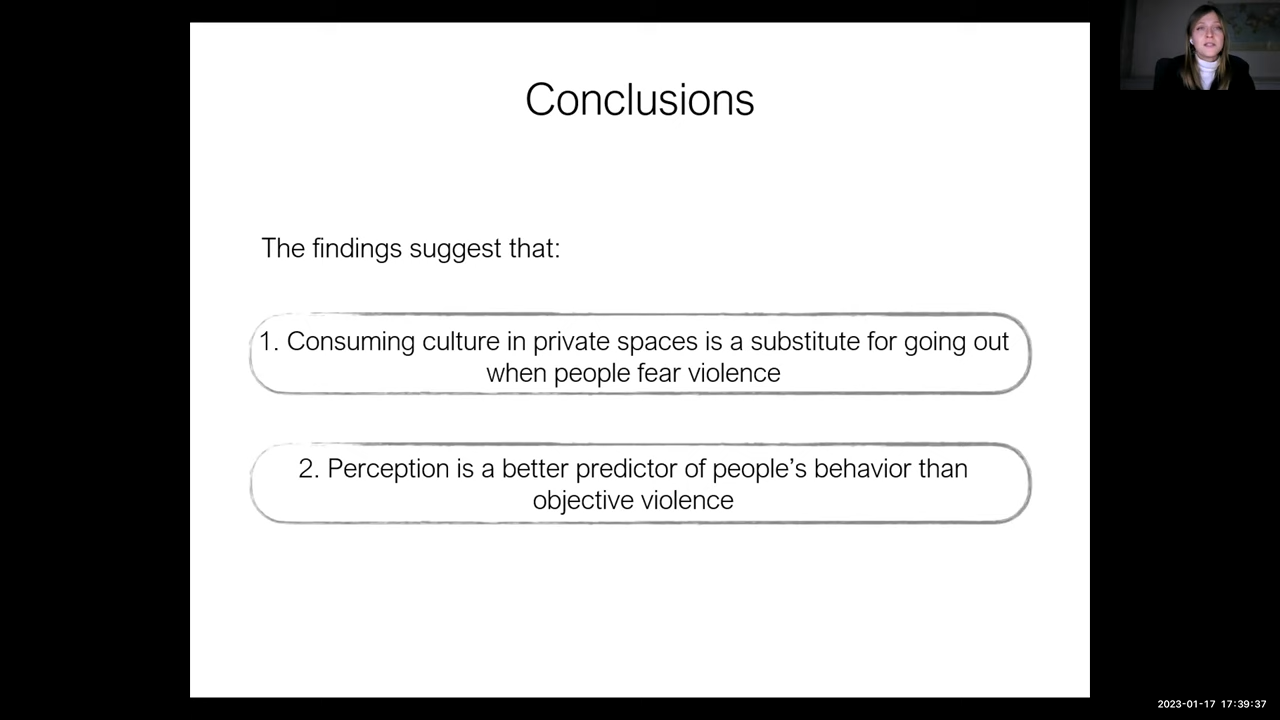 Conclusions
The findings suggest that:
1. Consuming culture in private spaces is a substitute for going out
when people fear violence
2. Perception is a better predictor of people’s behavior than
objective violence
2023-01-17 17:39:37